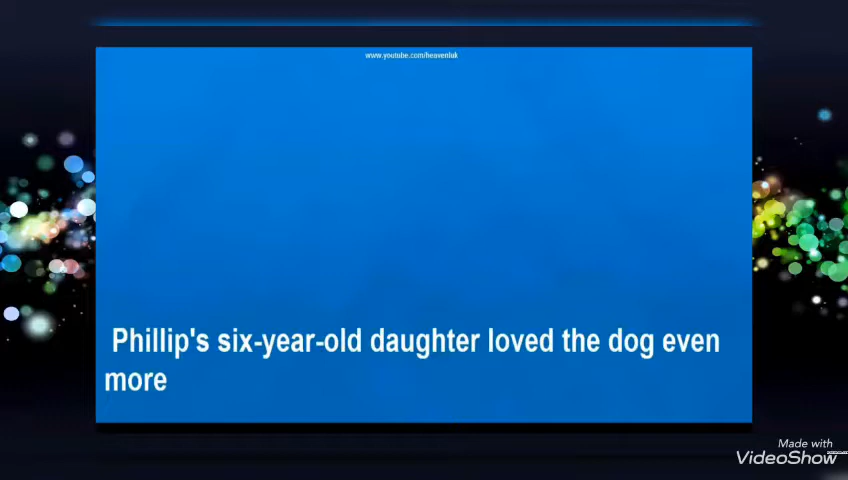 www.youtube.com/heavenluk
Phillip's six-year-old daughter loved the dog even
more
Made with
VideoShow